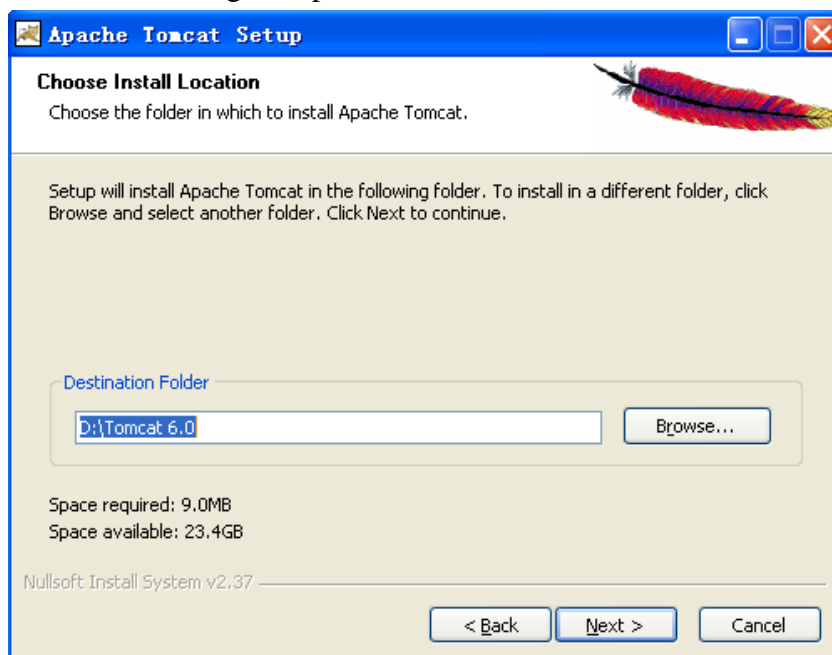 Apache Tomcat Setup
Choose Install Location
Choose the folder in which to install Apache Tomcat.
Setup will install Apache Tomcat in the following folder. To install in a different folder, click
Browse and select another folder. Click Next to continue.
Destination Folder
D:\Tomcat 6.0
Browse...
Space required: 9.0MB
Space available: 23.4GB
Nullsoft Install System v2.37
< Back
Next >
Cancel